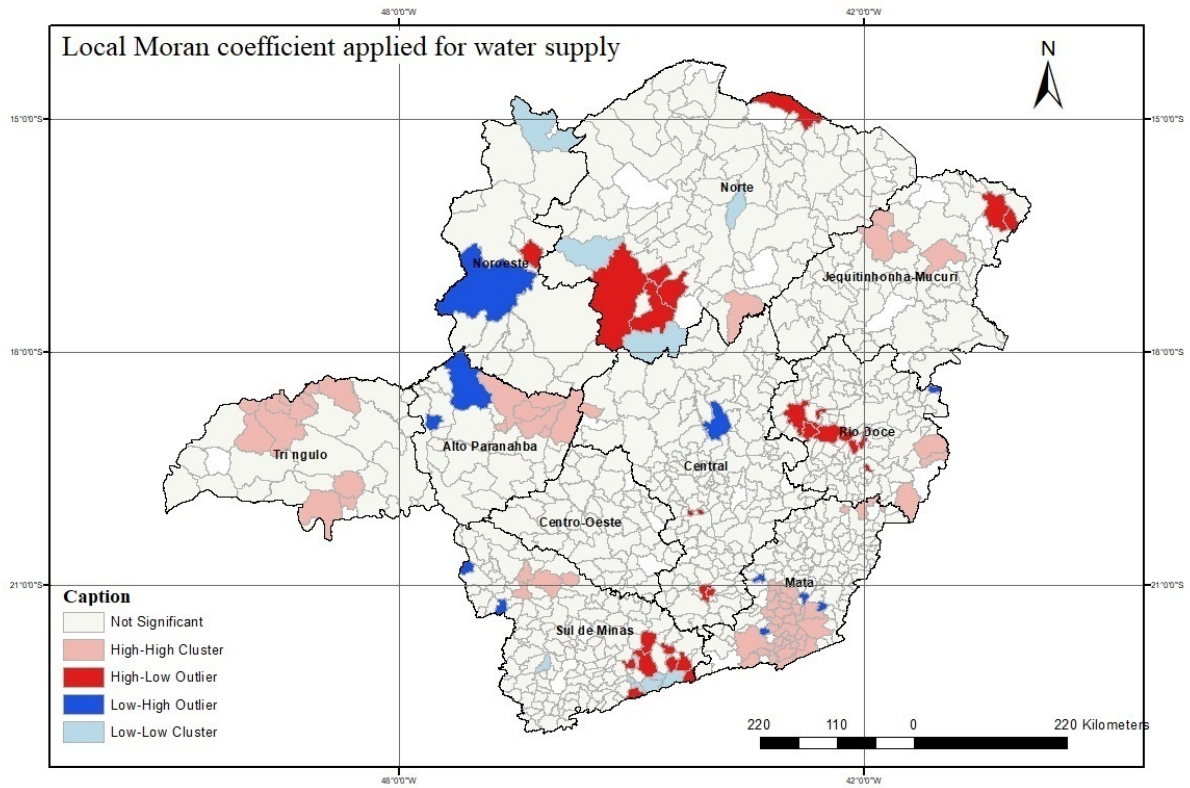 48°0'0"W 42°0'0"W
Local Moran coefficient applied for water supply
N
15°0'0"S 15°0'0"S
Norte
Noroeste
Jequitinhonha-Mucuri
18°0'0"S 18°0'0"S
Rio Doce
Alto Paranahba
Tri ngulo
Central
Centro-Oeste
21°0'0"S 21°0'0"S
Mata
Caption
Not Significant
High-High Cluster
Sul de Minas
High-Low Outlier
Low-High Outlier
Low-Low Cluster
220 110 0 220 Kilometers
48°0'0"W 42°0'0"W